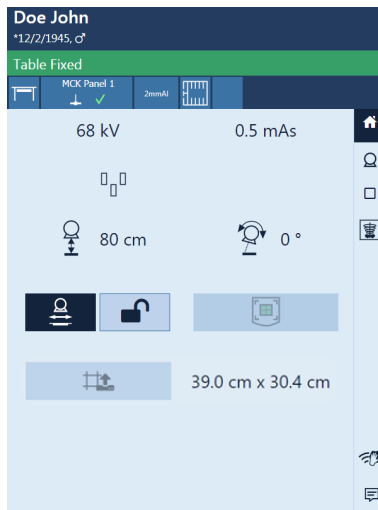 Doe John
*12/2/1945, ♂
Table Fixed
MCK Panel 1
2mmAl
68 kV
0.5 mAs
80 cm
0 °
39.0 cm x 30.4 cm